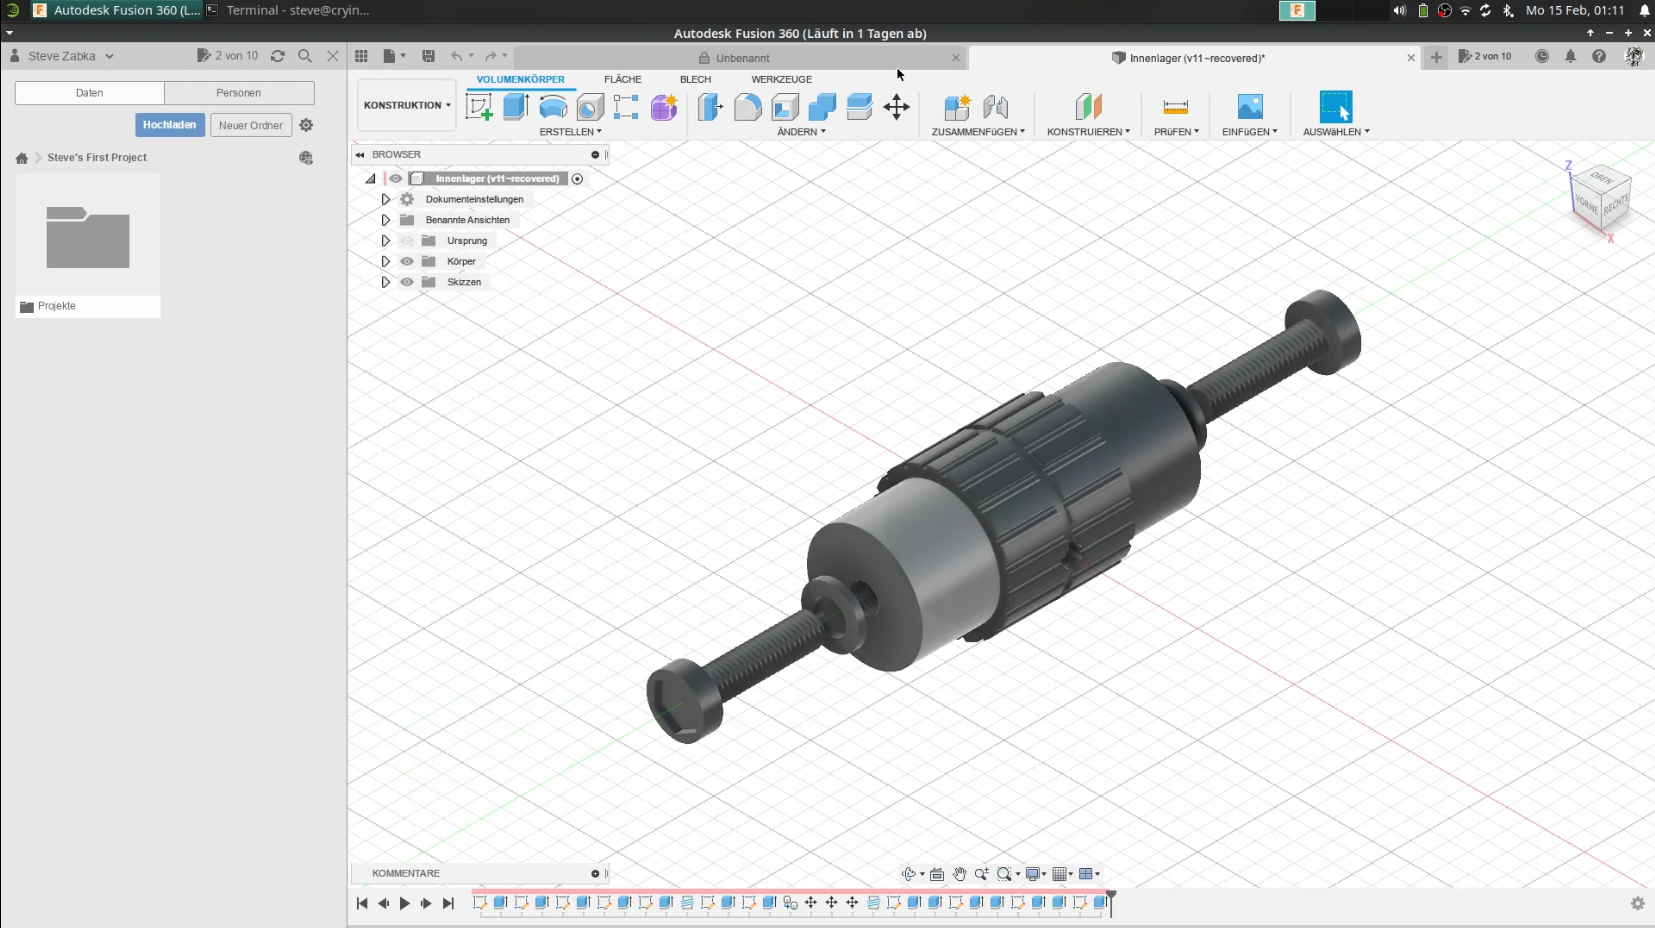 Autodesk Fusion 360 (L...
Terminal - steve@cryin...
Mo 15 Feb, 01:11
Autodesk Fusion 360 (Läuft in 1 Tagen ab)
Steve Zabka
2 von 10
Unbenannt
Innenlager (v11~recovered)*
2 von 10
Daten
Personen
Hochladen
Neuer Ordner
Steve's First Project
Projekte
KONSTRUKTION
VOLUMENKÖRPER
FLÄCHE
BLECH
WERKZEUGE
ERSTELLEN
ÄNDERN
ZUSAMMENFüGEN
KONSTRUIEREN
PRüFEN
EINFüGEN
AUSWäHLEN
BROWSER
Innenlager (v11~recovered)
Dokumenteinstellungen
Benannte Ansichten
Ursprung
Körper
Skizzen
Z
OBEN
VORNE
RECHTS
X
KOMMENTARE